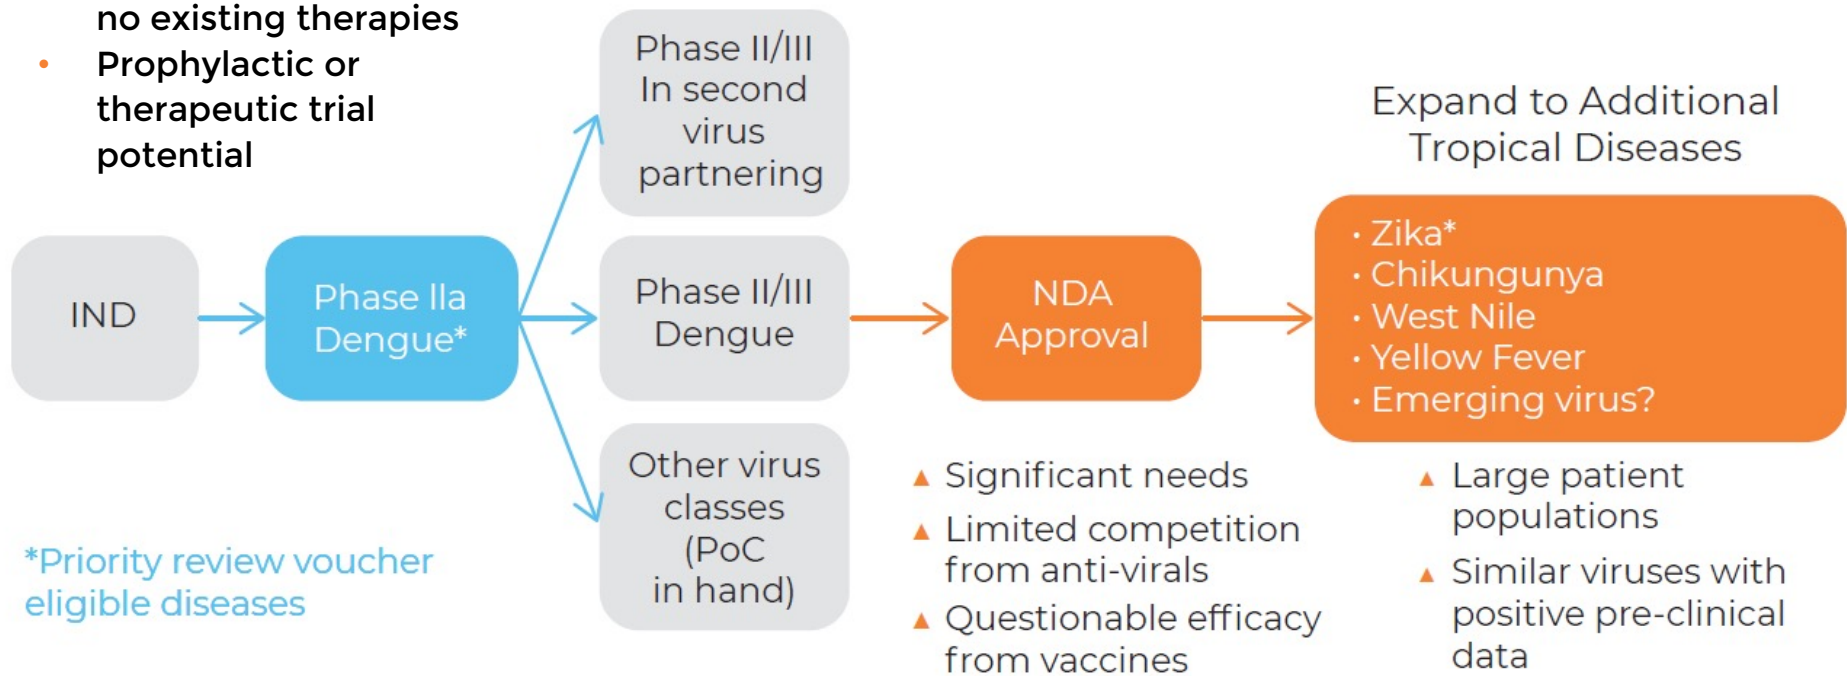 no existing therapies
• Prophylactic or
therapeutic trial
potential
IND
Phase IIa
Dengue*
Phase II/III
In second
virus
partnering
Phase II/III
Dengue
Other virus
classes
(PoC
in hand)
NDA
Approval
Expand to Additional
Tropical Diseases
· Zika*
· Chikungunya
· West Nile
· Yellow Fever
· Emerging virus?
▲ Significant needs
▲ Limited competition
from anti-virals
▲ Questionable efficacy
from vaccines
▲ Large patient
populations
▲ Similar viruses with
positive pre-clinical
data
*Priority review voucher
eligible diseases